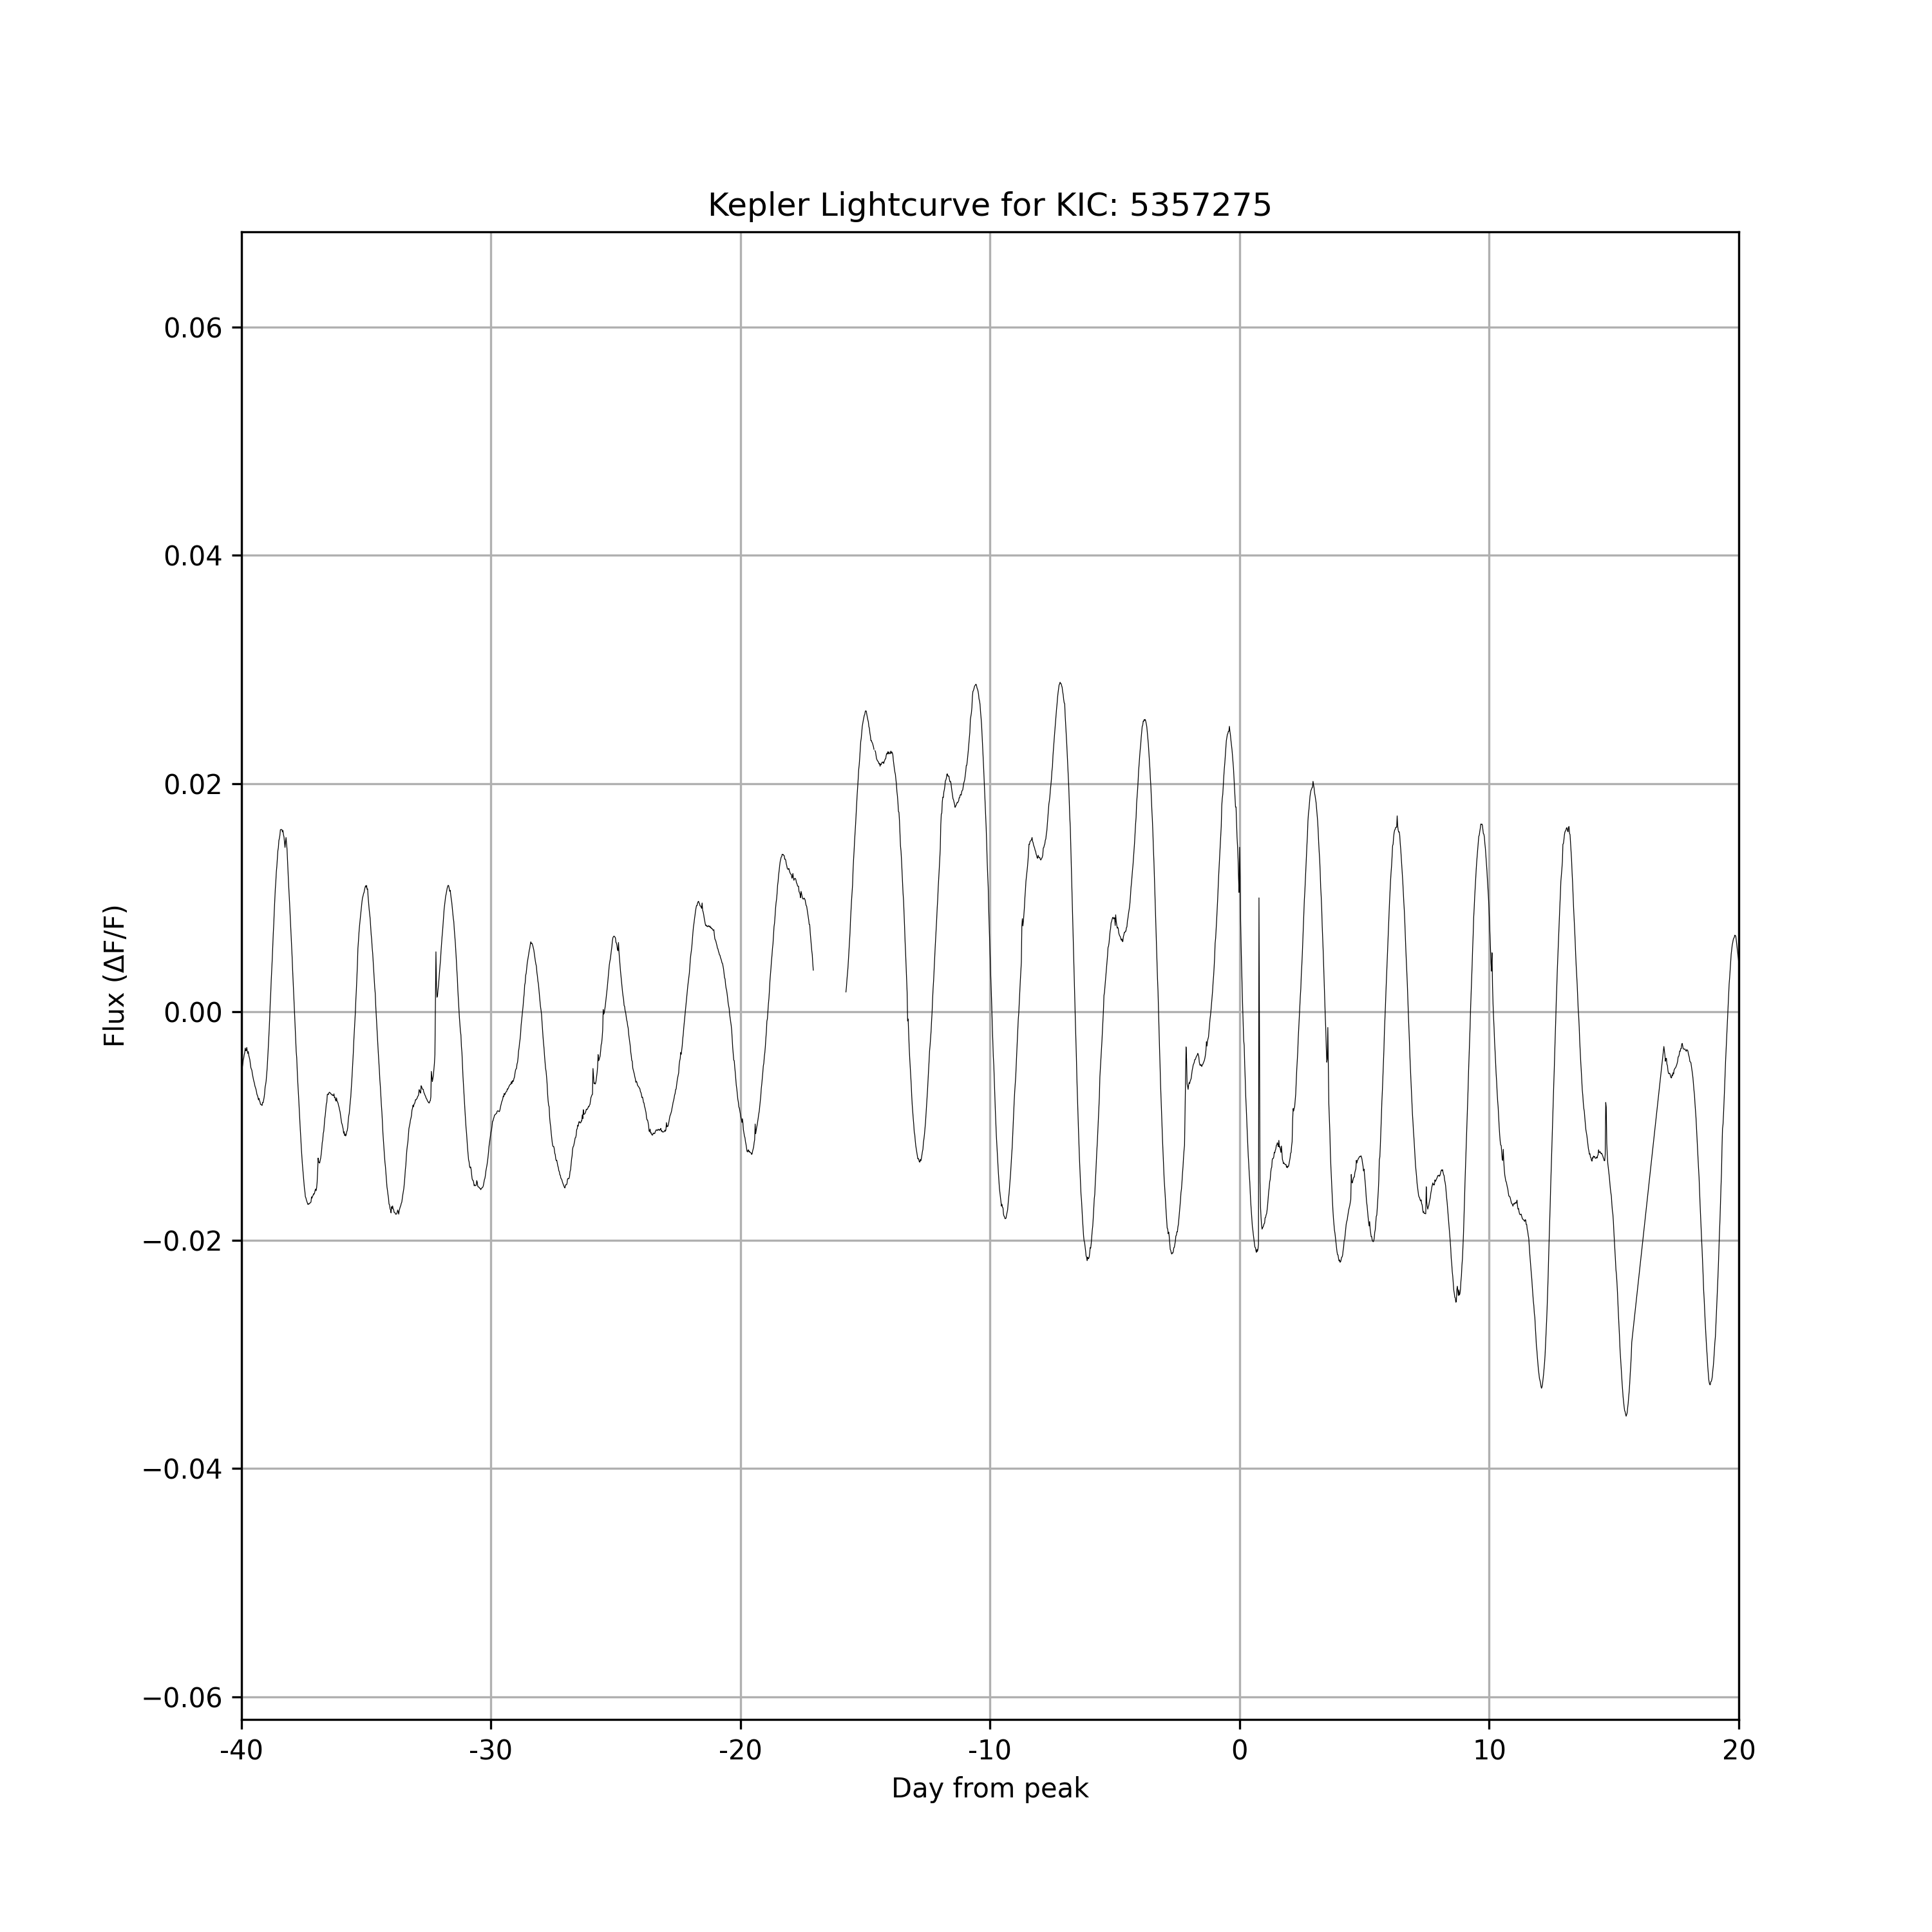 Kepler Lightcurve for KIC: 5357275
0.06
0.04
0.02
0.00
−0.02
−0.04
−0.06
Flux (ΔF/F)
-40 -30 -20 -10 0 10 20
Day from peak